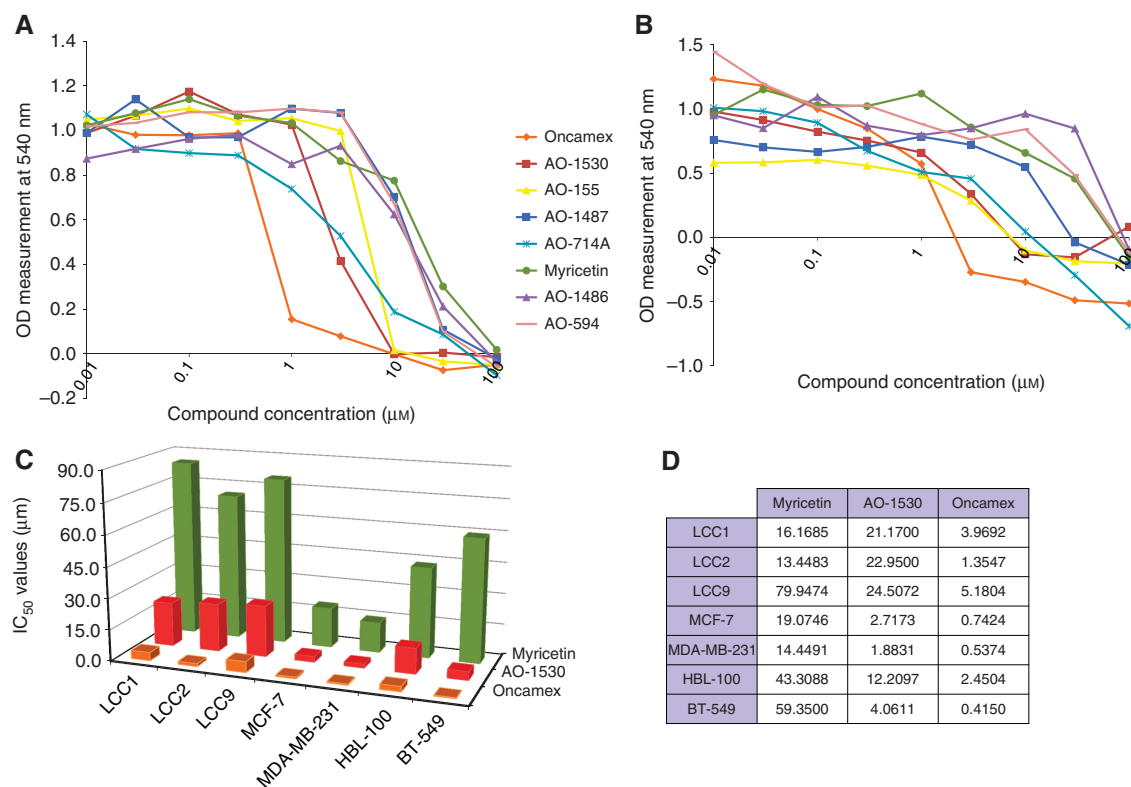 A
1.4
1.2
1.0
0.8
0.6
0.4
0.2
0.0
–0.2
OD measurement at 540 nm
0.01
0.1
1
10
100
Compound concentration (μM)
Oncamex
AO-1530
AO-155
AO-1487
AO-714A
Myricetin
AO-1486
AO-594
B
1.5
1.0
0.5
0.0
–0.5
–1.0
OD measurement at 540 nm
0.01
0.1
1
10
100
Compound concentration (μM)
C
90.0
75.0
60.0
45.0
30.0
15.0
0.0
IC50 values (μm)
LCC1
LCC2
LCC9
MCF-7
MDA-MB-231
HBL-100
BT-549
Myricetin
AO-1530
Oncamex
D
Myricetin AO-1530 Oncamex
LCC1 16.1685 21.1700 3.9692
LCC2 13.4483 22.9500 1.3547
LCC9 79.9474 24.5072 5.1804
MCF-7 19.0746 2.7173 0.7424
MDA-MB-231 14.4491 1.8831 0.5374
HBL-100 43.3088 12.2097 2.4504
BT-549 59.3500 4.0611 0.4150